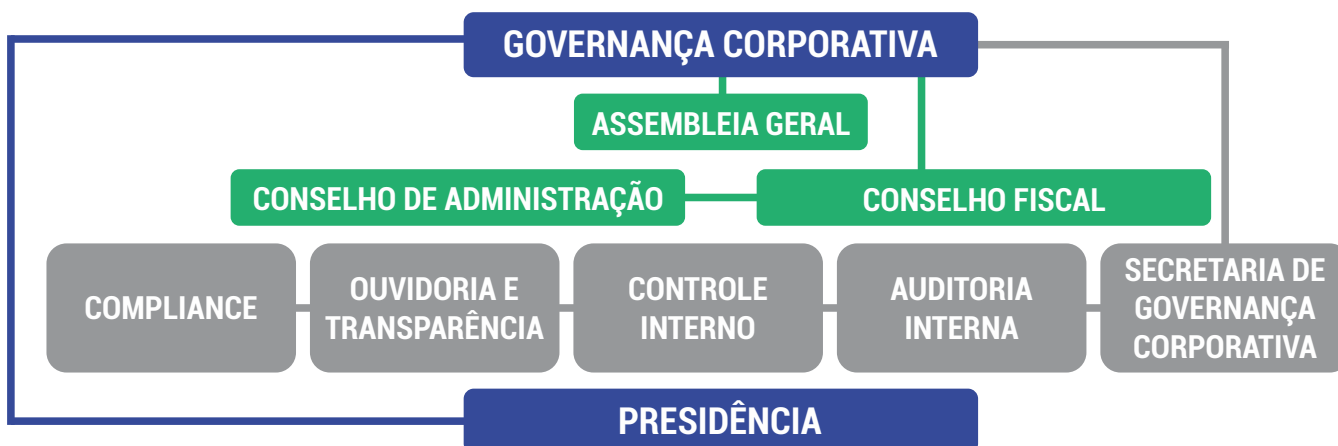 GOVERNANÇA CORPORATIVA
ASSEMBLEIA GERAL
CONSELHO DE ADMINISTRAÇÃO
CONSELHO FISCAL
COMPLIANCE
OUVIDORIA E
TRANSPARÊNCIA
CONTROLE
INTERNO
AUDITORIA
INTERNA
SECRETARIA DE
GOVERNANÇA
CORPORATIVA
PRESIDÊNCIA